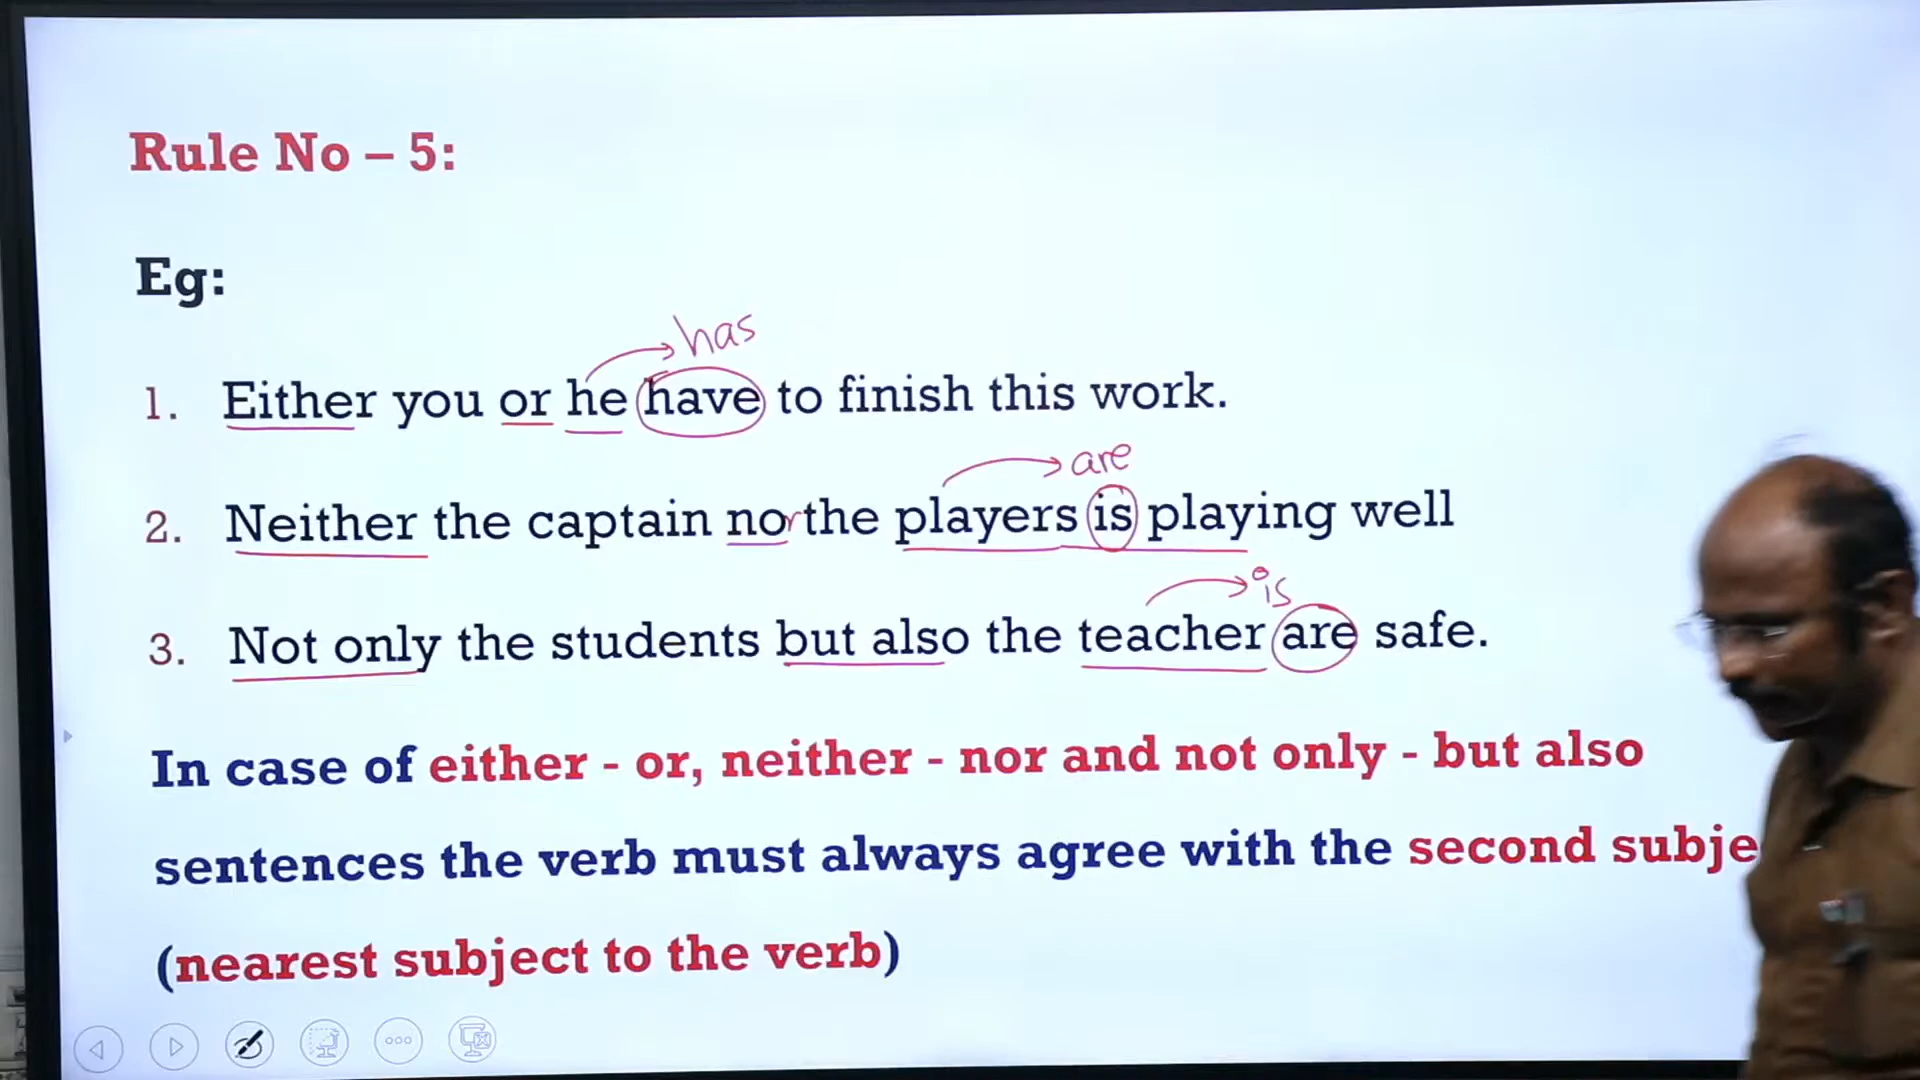 Rule No – 5:
Eg:
has
1. Either you or he have to finish this work.
are
2. Neither the captain nor the players is playing well
is
3. Not only the students but also the teacher are safe.
In case of either - or, neither - nor and not only - but also
sentences the verb must always agree with the second subje
(nearest subject to the verb)